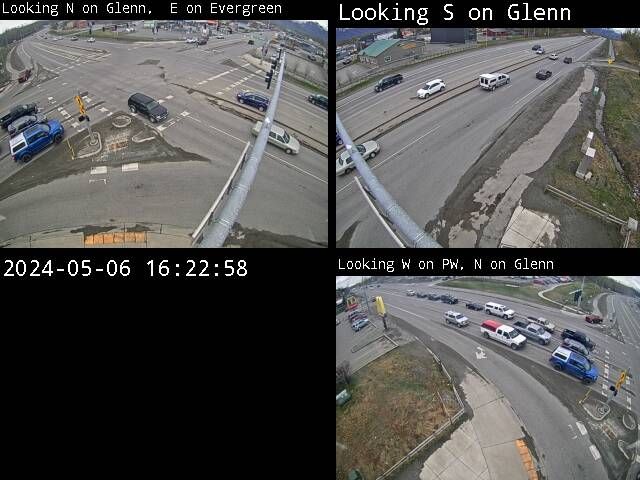 Looking N on Glenn,  E on Evergreen
Looking S on Glenn
2024-05-06 16:22:58
Looking W on PW, N on Glenn